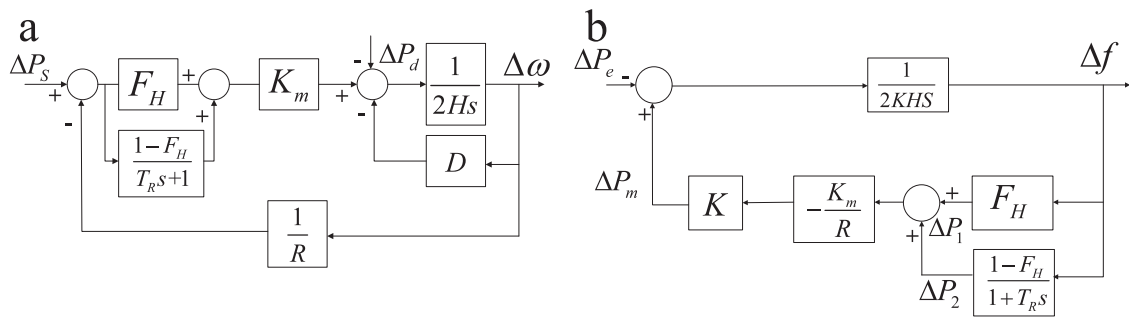 a
ΔP_S
+
-
F_H
+
+
K_m
+
-
ΔP_d
-
1
2Hs
Δω
1-F_H
T_R s+1
D
1
R
b
ΔP_e
-
+
1
2KHS
Δf
ΔP_m
K
-K_m
R
+
+
ΔP_1
F_H
ΔP_2
1-F_H
1+T_R s